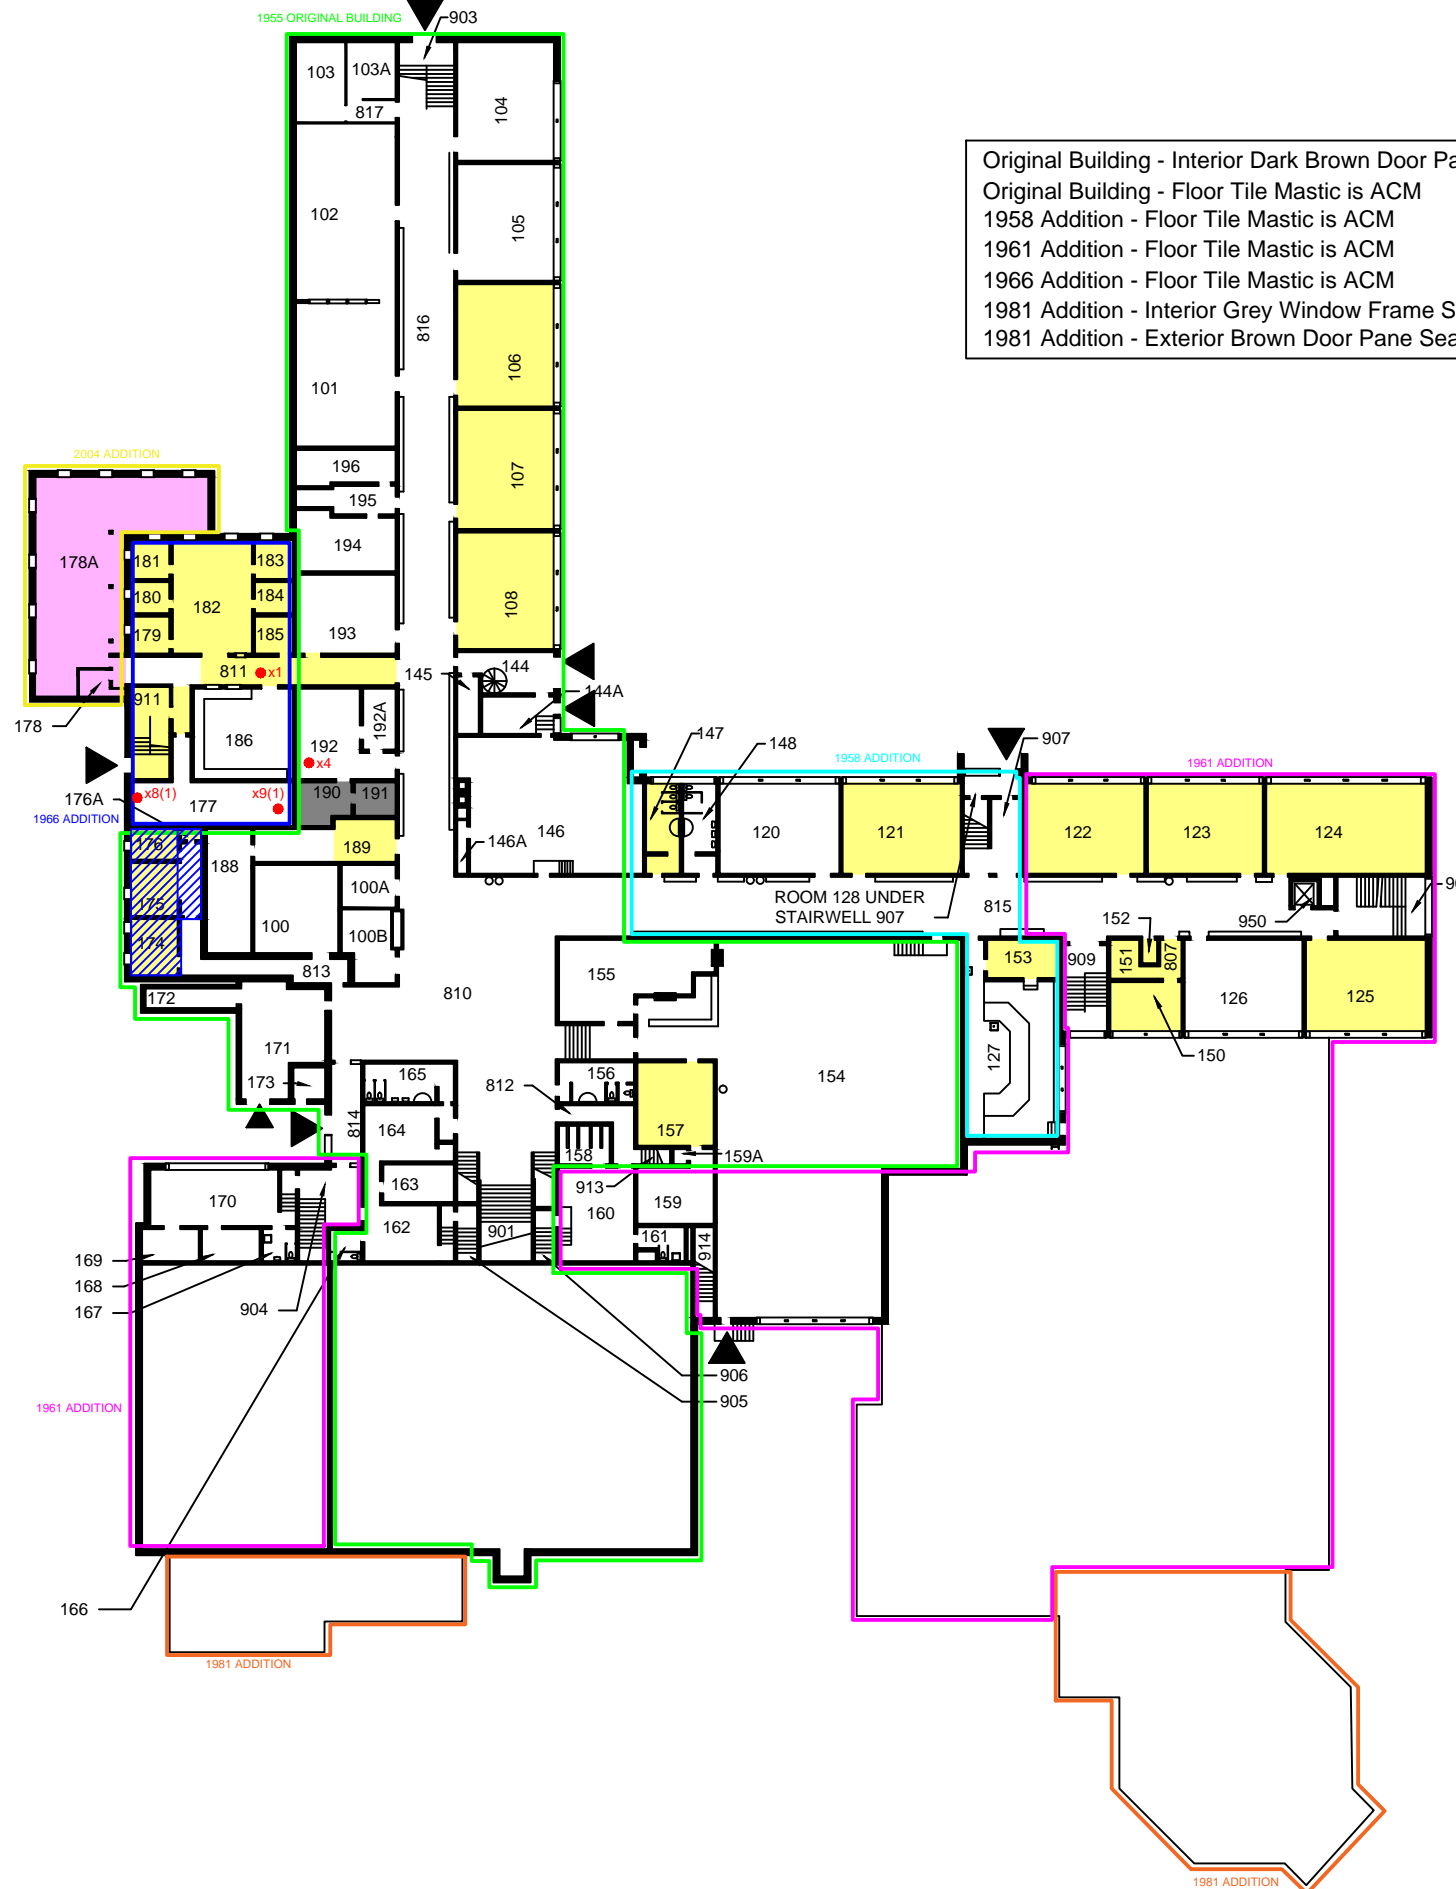 1955 ORIGINAL BUILDING
903
103
103A
817
104
Original Building - Interior Dark Brown Door Pa
Original Building - Floor Tile Mastic is ACM
1958 Addition - Floor Tile Mastic is ACM
1961 Addition - Floor Tile Mastic is ACM
1966 Addition - Floor Tile Mastic is ACM
1981 Addition - Interior Grey Window Frame S
1981 Addition - Exterior Brown Door Pane Sea
102
105
816
101
106
2004 ADDITION
196
107
195
194
178A
181
183
180
182
184
108
179
185
193
811
x1
145
144
144A
178
911
186
192A
192
x4
147
148
907
1958 ADDITION
1961 ADDITION
176A
x8(1)
177
x9(1)
190
191
1966 ADDITION
146
120
121
122
123
124
176
188
189
146A
100A
ROOM 128 UNDER
STAIRWELL 907
815
175
100
100B
152
950
90
174
813
155
153
909
151
807
172
810
126
125
171
127
150
173
165
812
156
154
814
164
157
158
159A
163
913
170
162
901
160
159
161
914
169
168
167
904
906
905
1961 ADDITION
166
1981 ADDITION
1981 ADDITION